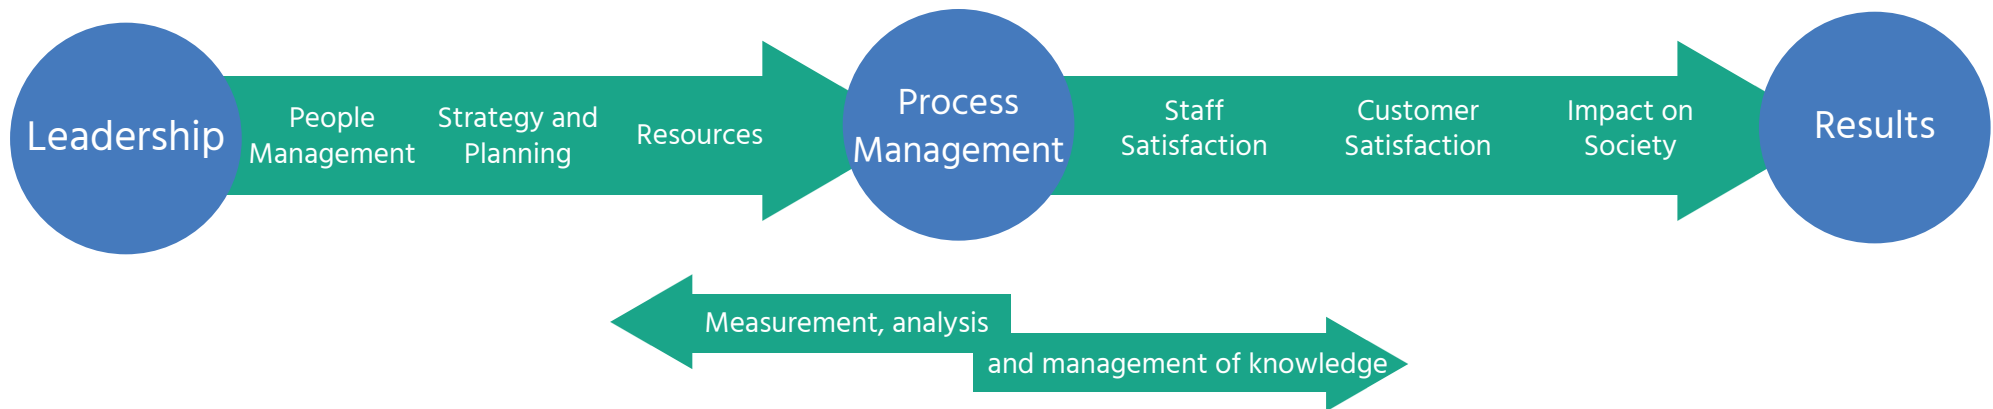 Leadership
People
Management
Strategy and
Planning
Resources
Process
Management
Staff
Satisfaction
Customer
Satisfaction
Impact on
Society
Results
Measurement, analysis
and management of knowledge